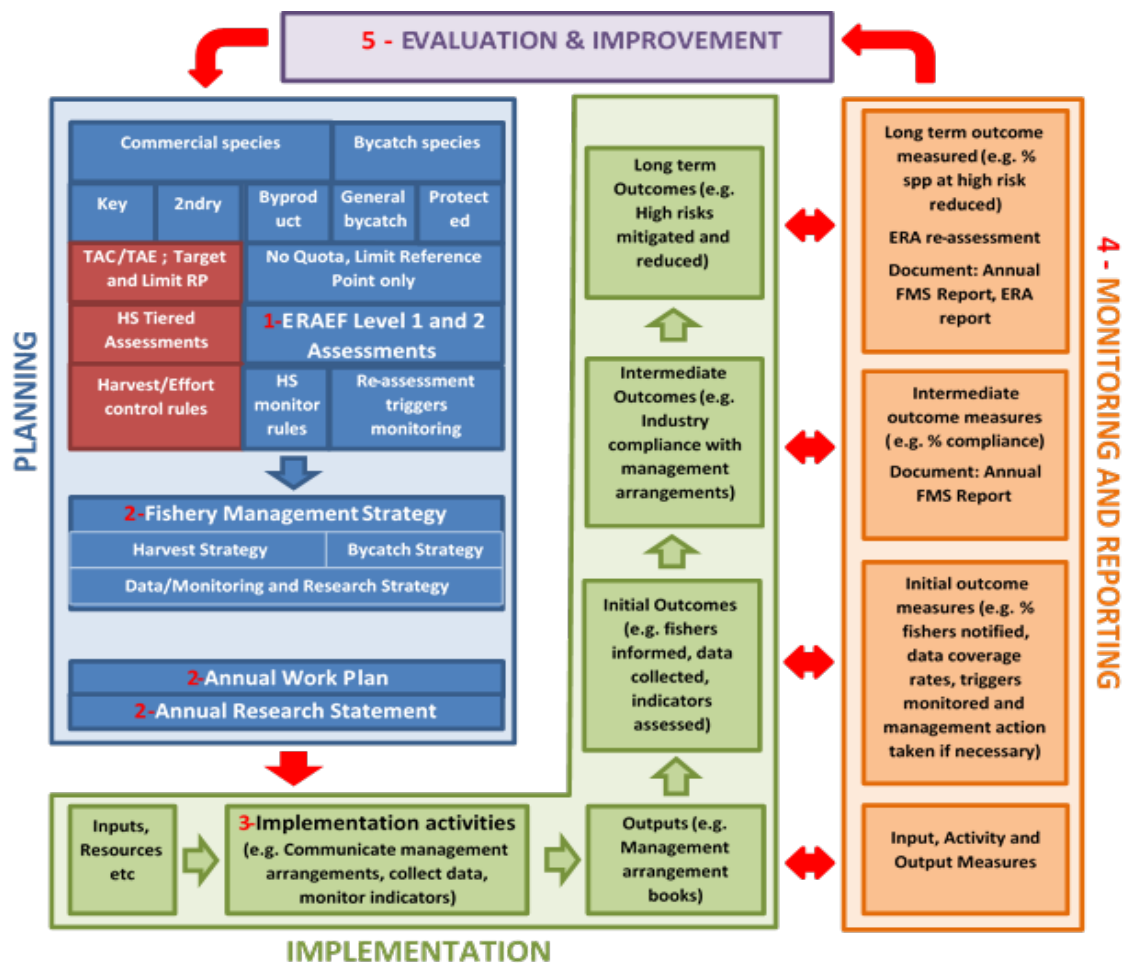 5 - EVALUATION & IMPROVEMENT
PLANNING
Commercial species
Bycatch species
Key
2ndry
Byprod
uct
General
bycatch
Protect
ed
TAC/TAE ; Target
and Limit RP
No Quota, Limit Reference
Point only
HS Tiered
Assessments
1-ERAEF Level 1 and 2
Assessments
Harvest/Effort
control rules
HS
monitor
rules
Re-assessment
triggers
monitoring
2-Fishery Management Strategy
Harvest Strategy
Bycatch Strategy
Data/Monitoring and Research Strategy
2-Annual Work Plan
2-Annual Research Statement
Inputs,
Resources
etc
3-Implementation activities
(e.g. Communicate management
arrangements, collect data,
monitor indicators)
Outputs (e.g.
Management
arrangement
books)
Initial Outcomes
(e.g. fishers
informed, data
collected,
indicators
assessed)
Intermediate
Outcomes (e.g.
Industry
compliance with
management
arrangements)
Long term
Outcomes (e.g.
High risks
mitigated and
reduced)
IMPLEMENTATION
Long term outcome
measured (e.g. %
spp at high risk
reduced)
ERA re-assessment
Document: Annual
FMS Report, ERA
report
Intermediate
outcome measures
(e.g. % compliance)
Document: Annual
FMS Report
Initial outcome
measures (e.g. %
fishers notified,
data coverage
rates, triggers
monitored and
management action
taken if necessary)
Input, Activity and
Output Measures
4 - MONITORING AND REPORTING